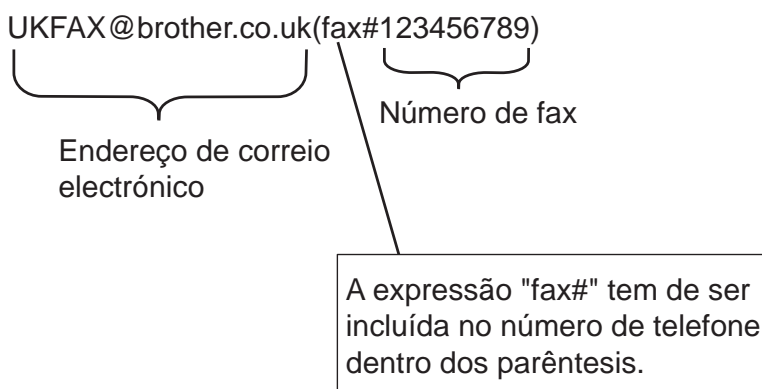 UKFAX@brother.co.uk(fax#123456789)
Número de fax
Endereço de correio
electrónico
A expressão "fax#" tem de ser
incluída no número de telefone
dentro dos parêntesis.